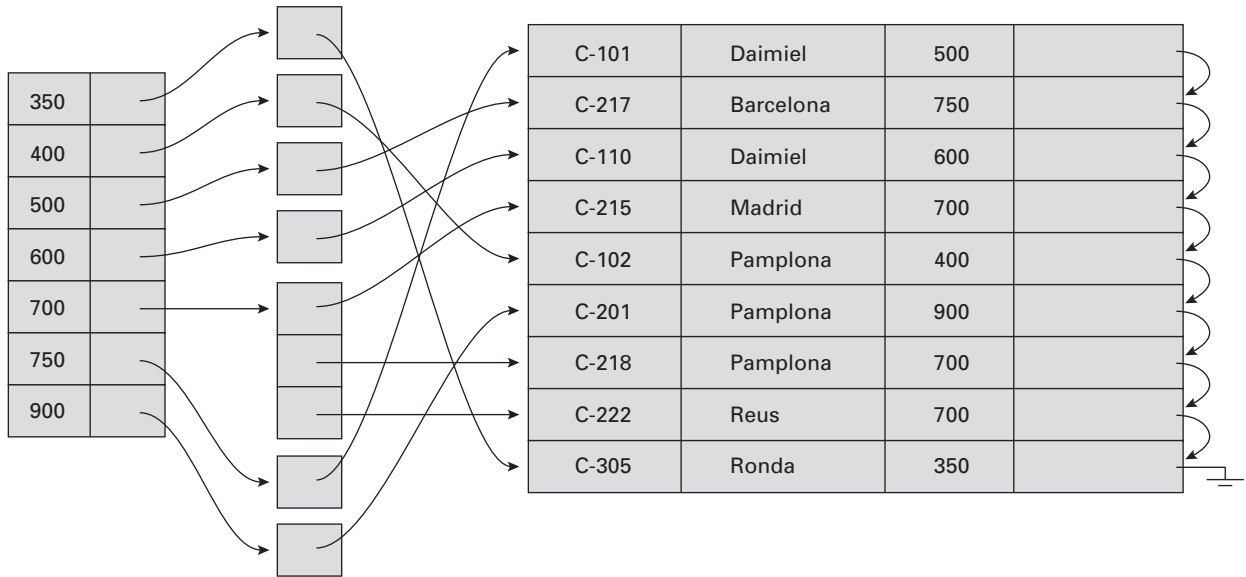 350
400
500
600
700
750
900
C-101 Daimiel 500
C-217 Barcelona 750
C-110 Daimiel 600
C-215 Madrid 700
C-102 Pamplona 400
C-201 Pamplona 900
C-218 Pamplona 700
C-222 Reus 700
C-305 Ronda 350